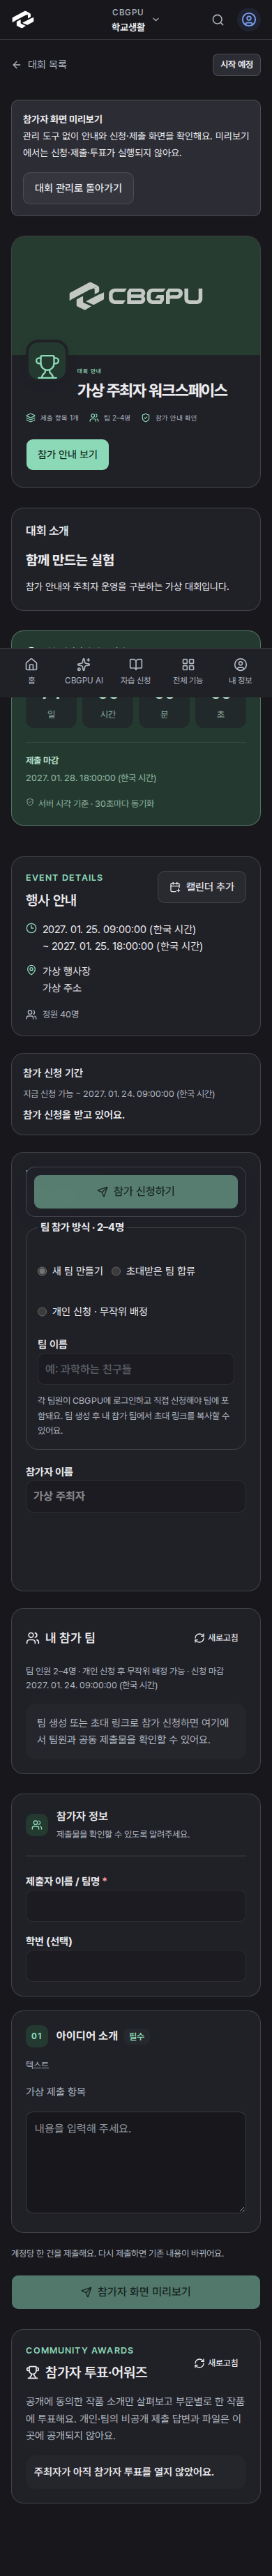 CBGPU
학교생활
대회 목록
시작 예정
참가자 화면 미리보기
관리 도구 없이 안내와 신청·제출 화면을 확인해요. 미리보기
에서는 신청·제출·투표가 실행되지 않아요.
대회 관리로 돌아가기
CBGPU
대회 안내
가상 주최자 워크스페이스
제출 항목 1개
팀 2–4명
참가 안내 확인
참가 안내 보기
대회 소개
함께 만드는 실험
참가 안내와 주최자 운영을 구분하는 가상 대회입니다.
홈
CBGPU AI
자습 신청
전체 기능
내 정보
일
시간
분
초
제출 마감
2027. 01. 28. 18:00:00 (한국 시간)
서버 시각 기준 · 30초마다 동기화
EVENT DETAILS
행사 안내
캘린더 추가
2027. 01. 25. 09:00:00 (한국 시간)
~ 2027. 01. 25. 18:00:00 (한국 시간)
가상 행사장
가상 주소
정원 40명
참가 신청 기간
지금 신청 가능 ~ 2027. 01. 24. 09:00:00 (한국 시간)
참가 신청을 받고 있어요.
참가 신청하기
팀 참가 방식 · 2–4명
새 팀 만들기
초대받은 팀 합류
개인 신청 · 무작위 배정
팀 이름
예: 과학하는 친구들
각 팀원이 CBGPU에 로그인하고 직접 신청해야 팀에 포
함돼요. 팀 생성 후 내 참가 팀에서 초대 링크를 복사할 수
있어요.
참가자 이름
가상 주최자
내 참가 팀
새로고침
팀 인원 2–4명 · 개인 신청 후 무작위 배정 가능 · 신청 마감
2027. 01. 24. 09:00:00 (한국 시간)
팀 생성 또는 초대 링크로 참가 신청하면 여기에
서 팀원과 공동 제출물을 확인할 수 있어요.
참가자 정보
제출물을 확인할 수 있도록 알려주세요.
제출자 이름 / 팀명 *
학번 (선택)
01
아이디어 소개
필수
텍스트
가상 제출 항목
내용을 입력해 주세요.
계정당 한 건을 제출해요. 다시 제출하면 기존 내용이 바뀌어요.
참가자 화면 미리보기
COMMUNITY AWARDS
참가자 투표·어워즈
새로고침
공개에 동의한 작품 소개만 살펴보고 부문별로 한 작품
에 투표해요. 개인·팀의 비공개 제출 답변과 파일은 이
곳에 공개되지 않아요.
주최자가 아직 참가자 투표를 열지 않았어요.